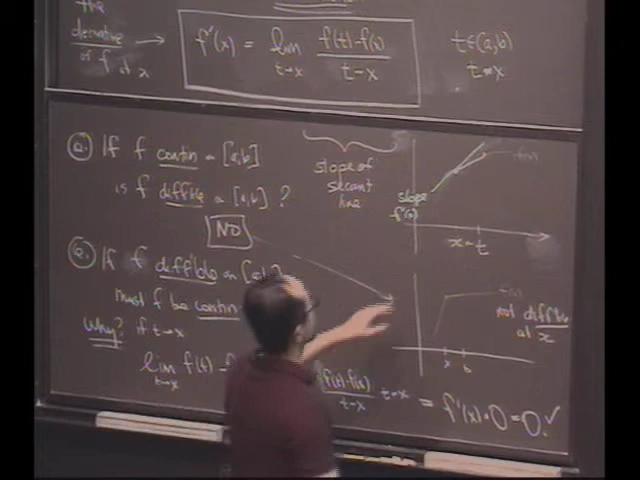 the
derivative
of f at x
f'(x) = lim t→x f(t)-f(x) / t-x
t∈(a,b)
t≠x
Q. If f contin on [a,b]
is f diff'ble on [a,b] ?
NO
slope of
secant
line
slope
f'(x)
x t
Q. If f diff'ble on [a,b] ?
must f be contin
Why? if t→x
lim t→x f(t) - f
f(t)-f(x) / t-x · t-x = f'(x)·0 = 0. ✓
f(x)
not diff'ble
at x
x b